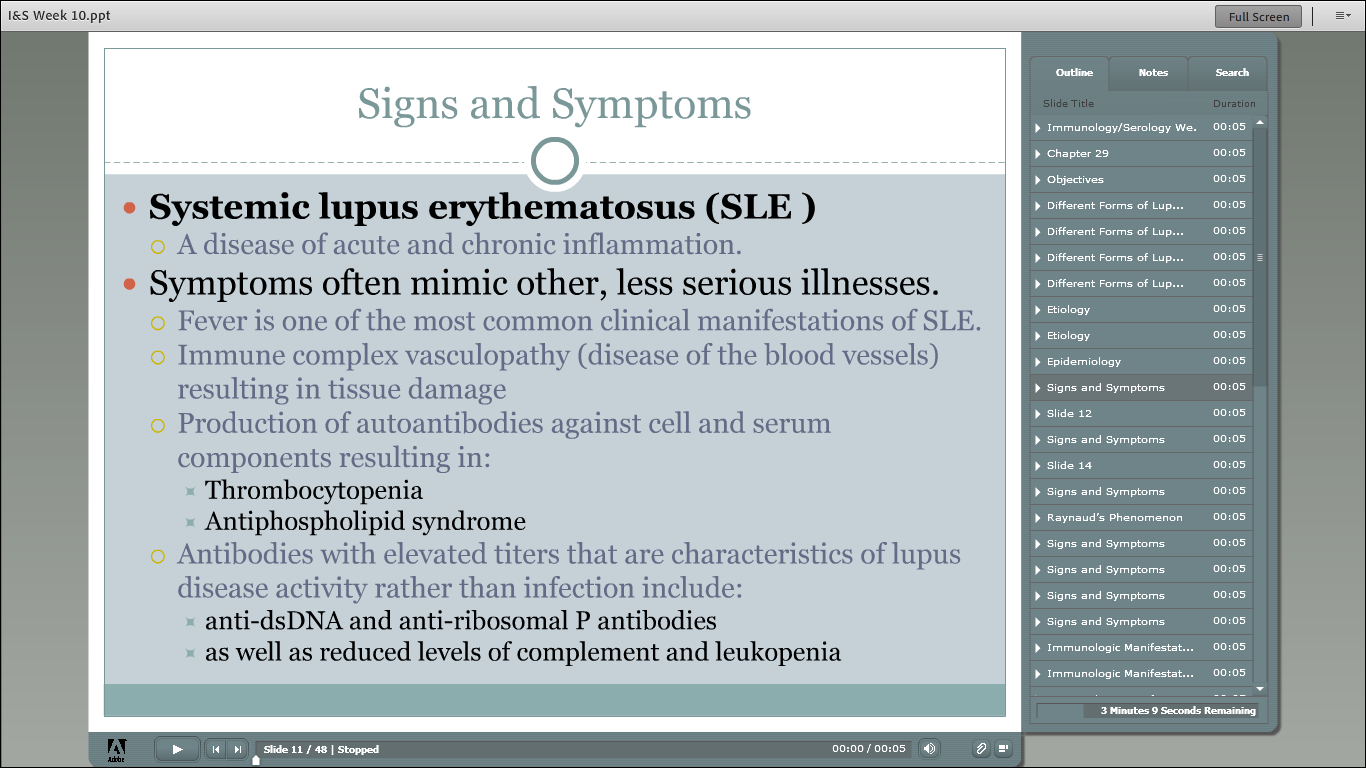 I&S Week 10.ppt
Full Screen
Signs and Symptoms
Systemic lupus erythematosus (SLE )
A disease of acute and chronic inflammation.
Symptoms often mimic other, less serious illnesses.
Fever is one of the most common clinical manifestations of SLE.
Immune complex vasculopathy (disease of the blood vessels)
resulting in tissue damage
Production of autoantibodies against cell and serum
components resulting in:
Thrombocytopenia
Antiphospholipid syndrome
Antibodies with elevated titers that are characteristics of lupus
disease activity rather than infection include:
anti-dsDNA and anti-ribosomal P antibodies
as well as reduced levels of complement and leukopenia
Outline Notes Search
Slide Title Duration
Immunology/Serology We. 00:05
Chapter 29 00:05
Objectives 00:05
Different Forms of Lup... 00:05
Different Forms of Lup... 00:05
Different Forms of Lup... 00:05
Different Forms of Lup... 00:05
Etiology 00:05
Etiology 00:05
Epidemiology 00:05
Signs and Symptoms 00:05
Slide 12 00:05
Signs and Symptoms 00:05
Slide 14 00:05
Signs and Symptoms 00:05
Raynaud's Phenomenon 00:05
Signs and Symptoms 00:05
Signs and Symptoms 00:05
Signs and Symptoms 00:05
Signs and Symptoms 00:05
Immunologic Manifestat... 00:05
Immunologic Manifestat... 00:05
3 Minutes 9 Seconds Remaining
Adobe
Slide 11 / 48 | Stopped 00:00 / 00:05